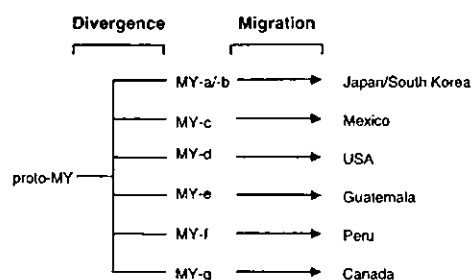 Divergence Migration
MY-a/-b Japan/South Korea
MY-c Mexico
MY-d USA
proto-MY
MY-e Guatemala
MY-f Peru
MY-g Canada